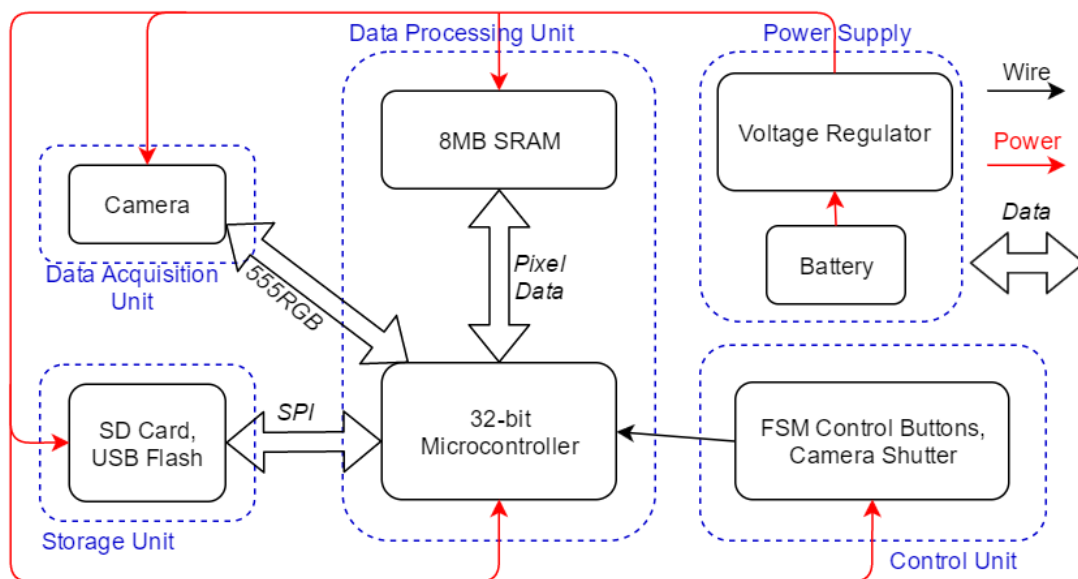 Data Processing Unit
Power Supply
Wire
8MB SRAM
Voltage Regulator
Power
Camera
Data
Data Acquisition
Unit
555RGB
Pixel
Data
Battery
SD Card,
USB Flash
SPI
32-bit
Microcontroller
FSM Control Buttons,
Camera Shutter
Storage Unit
Control Unit